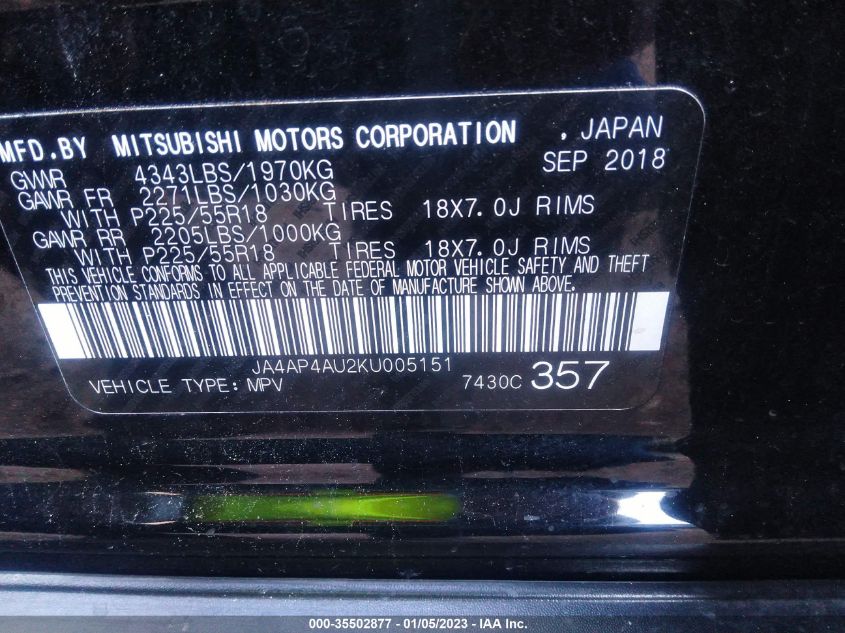 MFD.BY MITSUBISHI MOTORS CORPORATION , JAPAN
GVWR 4343LBS/1970KG SEP 2018
GAWR FR 2271LBS/1030KG
WITH P225/55R18 TIRES 18X7.0J RIMS
GAWR RR 2205LBS/1000KG
WITH P225/55R18 TIRES 18X7.0J RIMS
THIS VEHICLE CONFORMS TO ALL APPLICABLE FEDERAL MOTOR VEHICLE SAFETY AND THEFT
PREVENTION STANDARDS IN EFFECT ON THE DATE OF MANUFACTURE SHOWN ABOVE.
JA4AP4AU2KU005151
VEHICLE TYPE: MPV 7430C 357
000-35502877 - 01/05/2023 - IAA Inc.